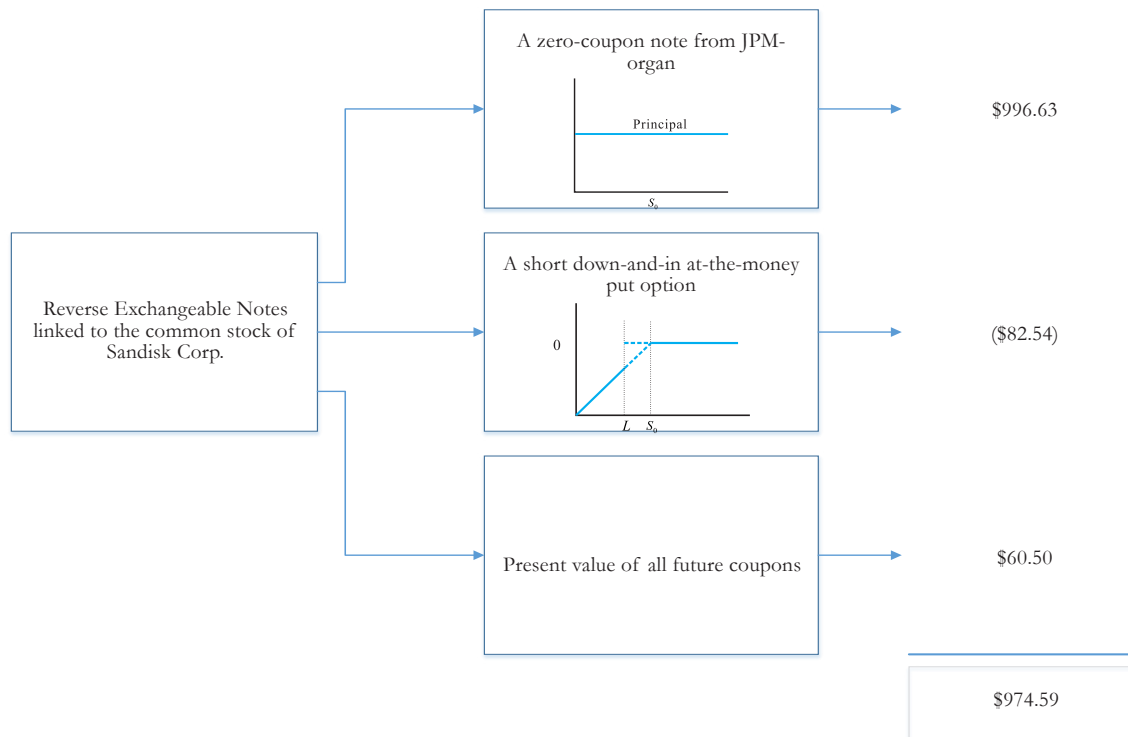 A zero-coupon note from JPM-
organ
Principal
S₀
$996.63
Reverse Exchangeable Notes
linked to the common stock of
Sandisk Corp.
A short down-and-in at-the-money
put option
0
L S₀
($82.54)
Present value of all future coupons
$60.50
$974.59